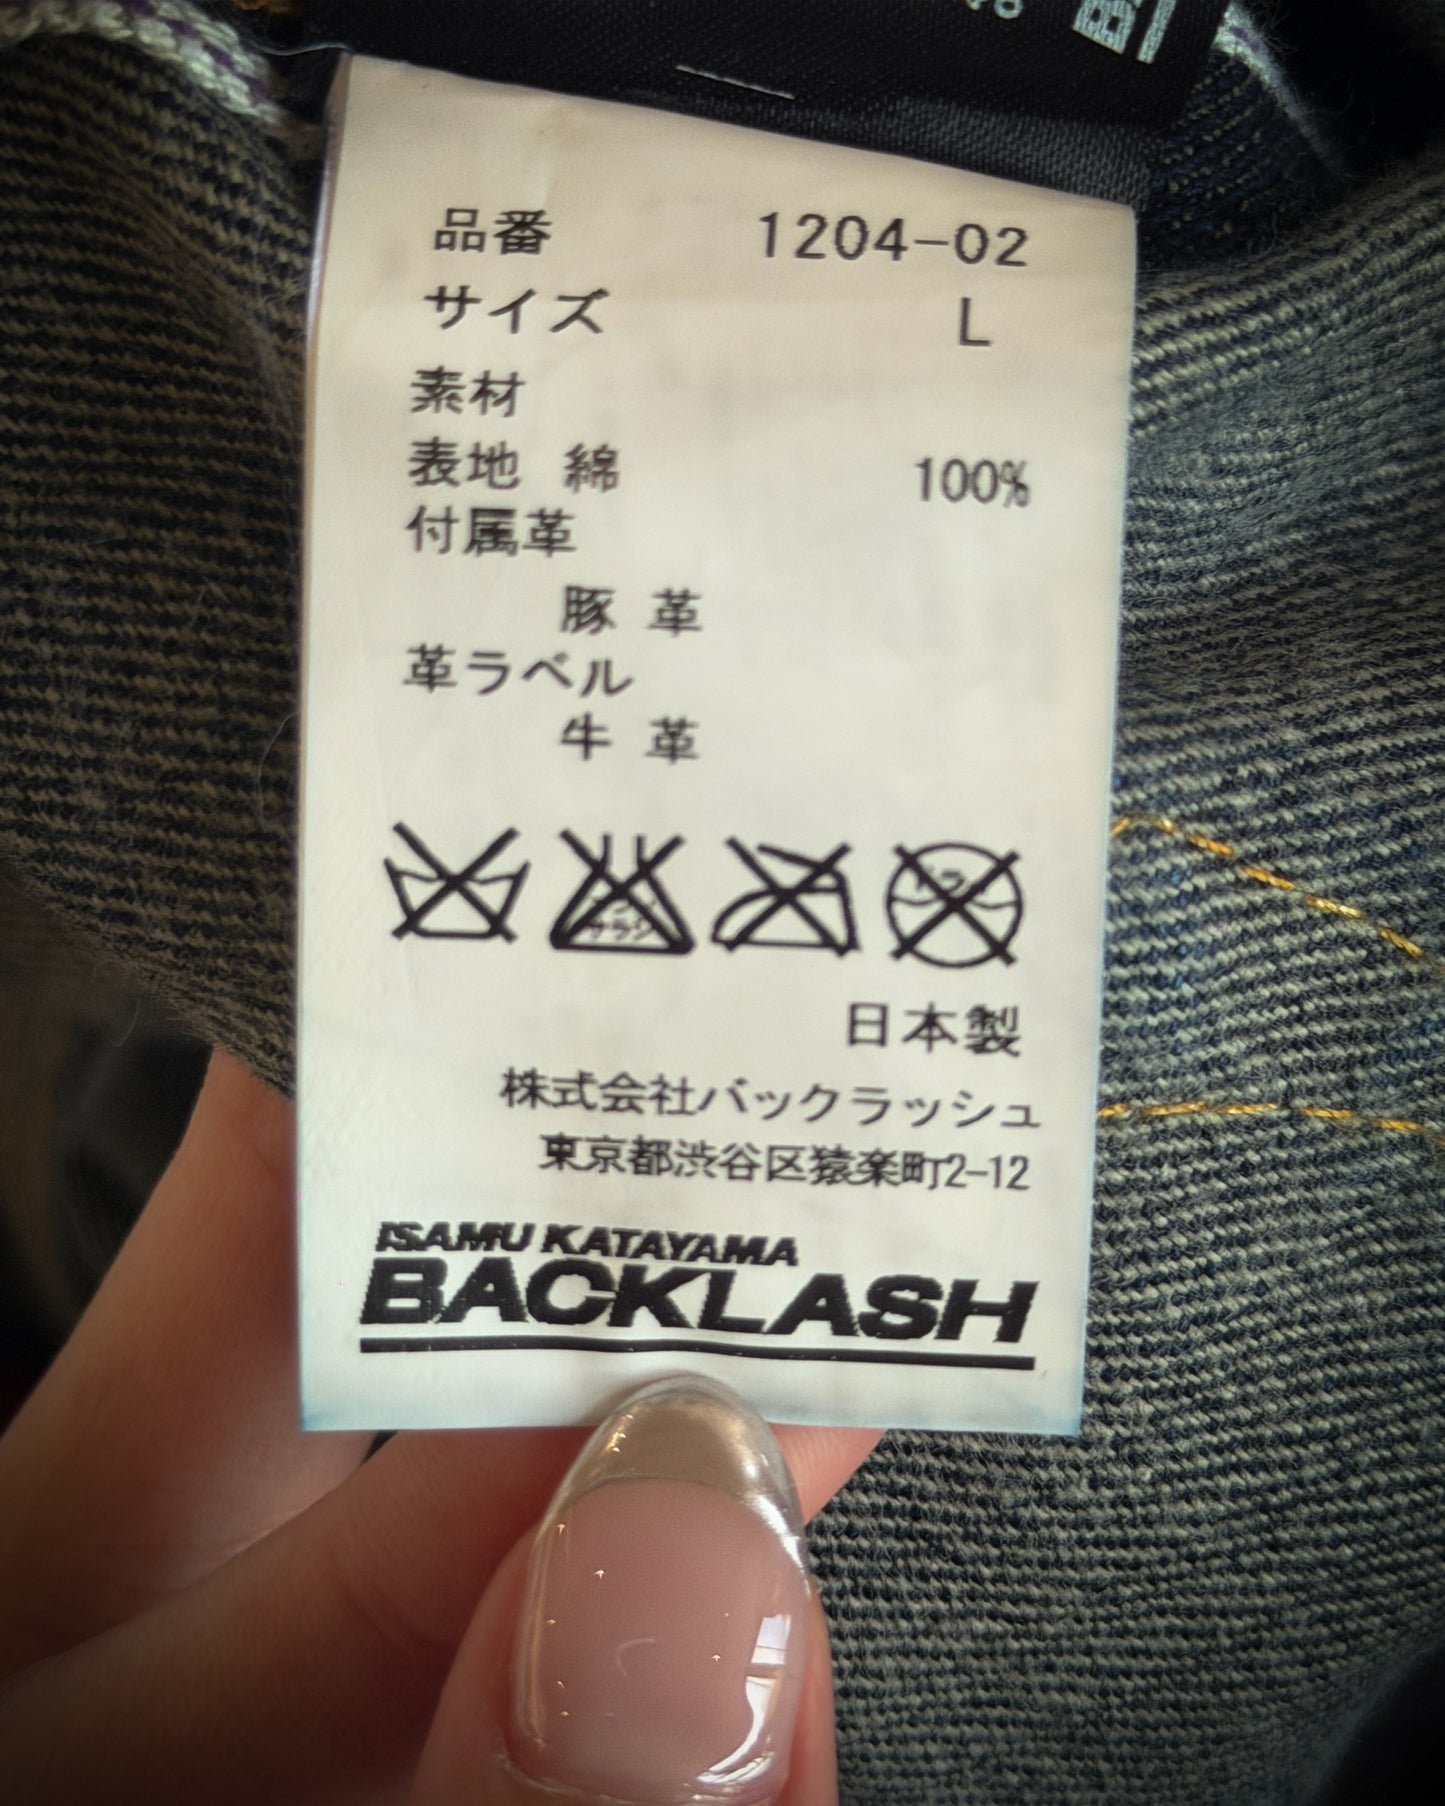 品番 1204-02
サイズ L
素材
表地 綿 100%
付属革
豚 革
革ラベル
牛 革
日本製
株式会社バックラッシュ
東京都渋谷区猿楽町2-12
ISAMU KATAYAMA
BACKLASH